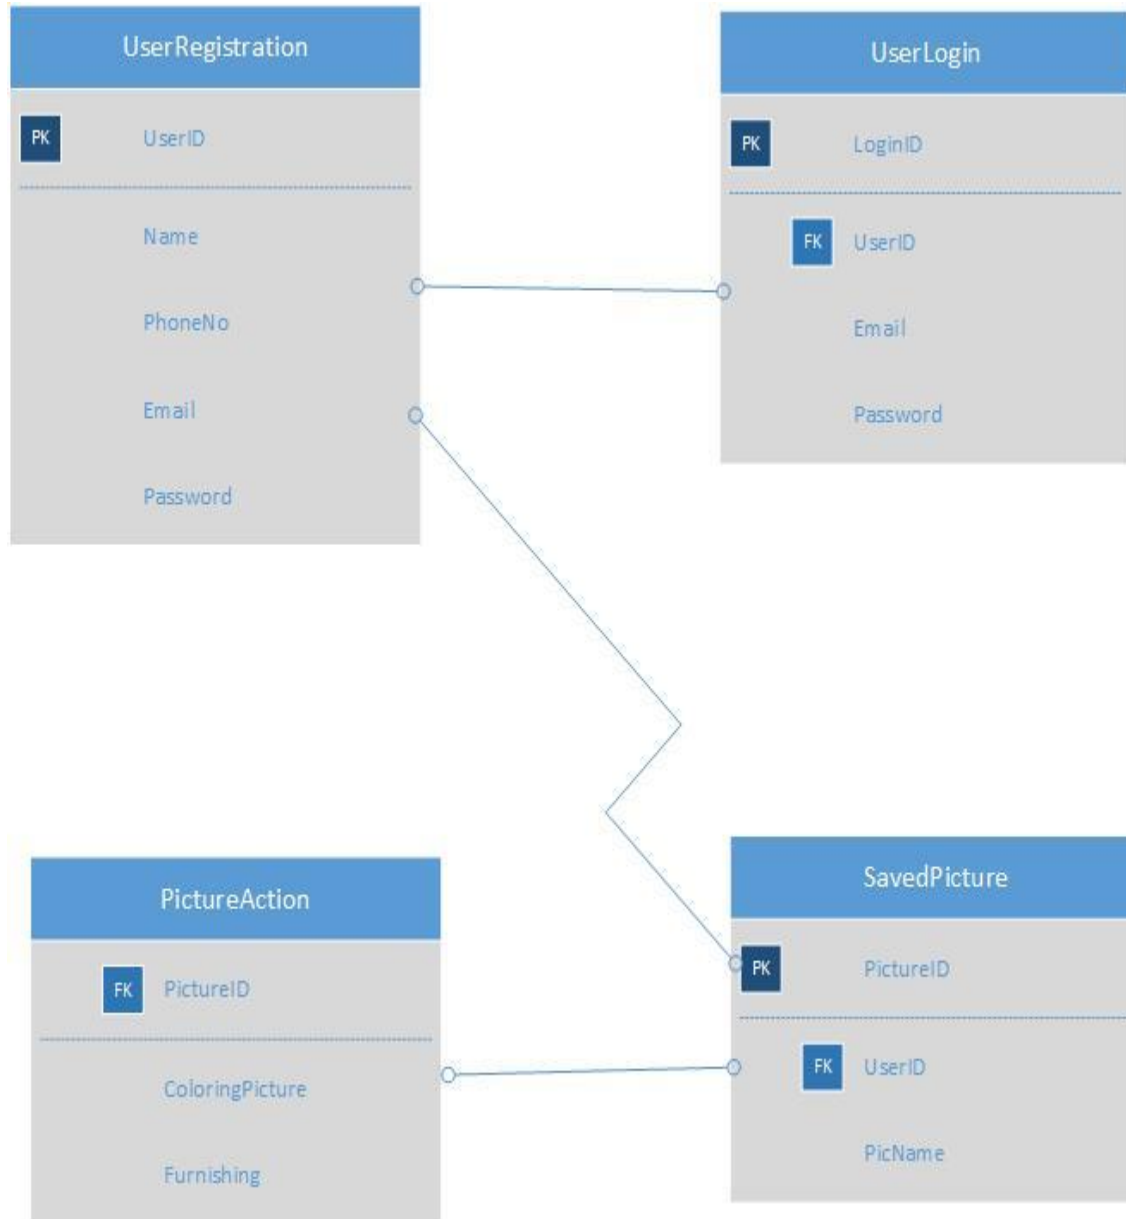 UserRegistration
PK UserID
Name
PhoneNo
Email
Password
UserLogin
PK LoginID
FK UserID
Email
Password
PictureAction
FK PictureID
ColoringPicture
Furnishing
SavedPicture
PK PictureID
FK UserID
PicName